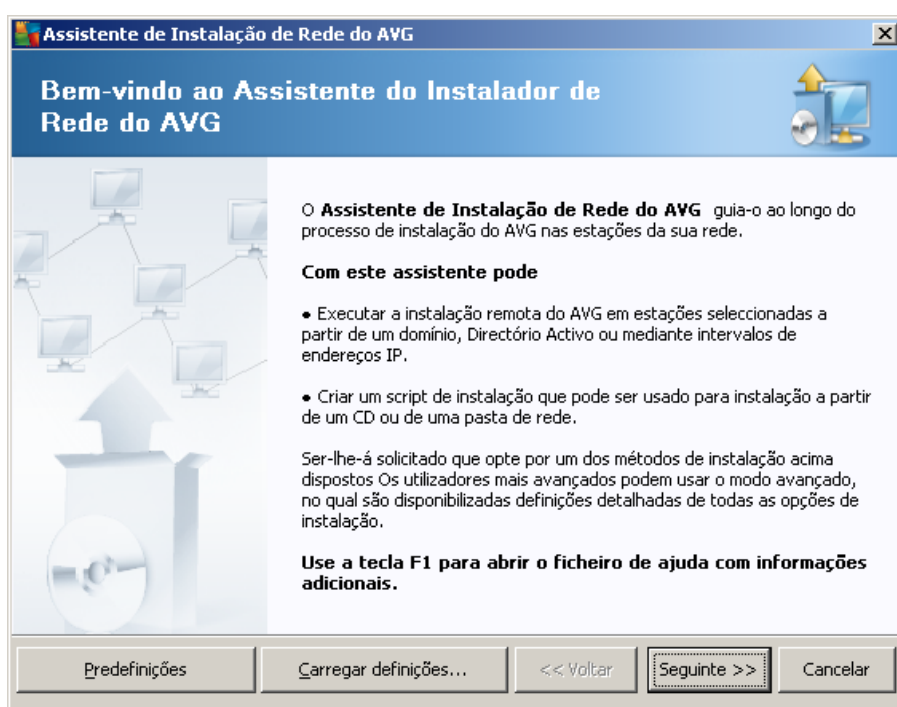 Assistente de Instalação de Rede do AVG
Bem-vindo ao Assistente do Instalador de
Rede do AVG
O Assistente de Instalação de Rede do AVG guia-o ao longo do
processo de instalação do AVG nas estações da sua rede.
Com este assistente pode
• Executar a instalação remota do AVG em estações seleccionadas a
partir de um domínio, Directório Activo ou mediante intervalos de
endereços IP.
• Criar um script de instalação que pode ser usado para instalação a partir
de um CD ou de uma pasta de rede.
Ser-lhe-á solicitado que opte por um dos métodos de instalação acima
dispostos Os utilizadores mais avançados podem usar o modo avançado,
no qual são disponibilizadas definições detalhadas de todas as opções de
instalação.
Use a tecla F1 para abrir o ficheiro de ajuda com informações
adicionais.
Predefinições
Carregar definições...
<< Voltar
Seguinte >>
Cancelar